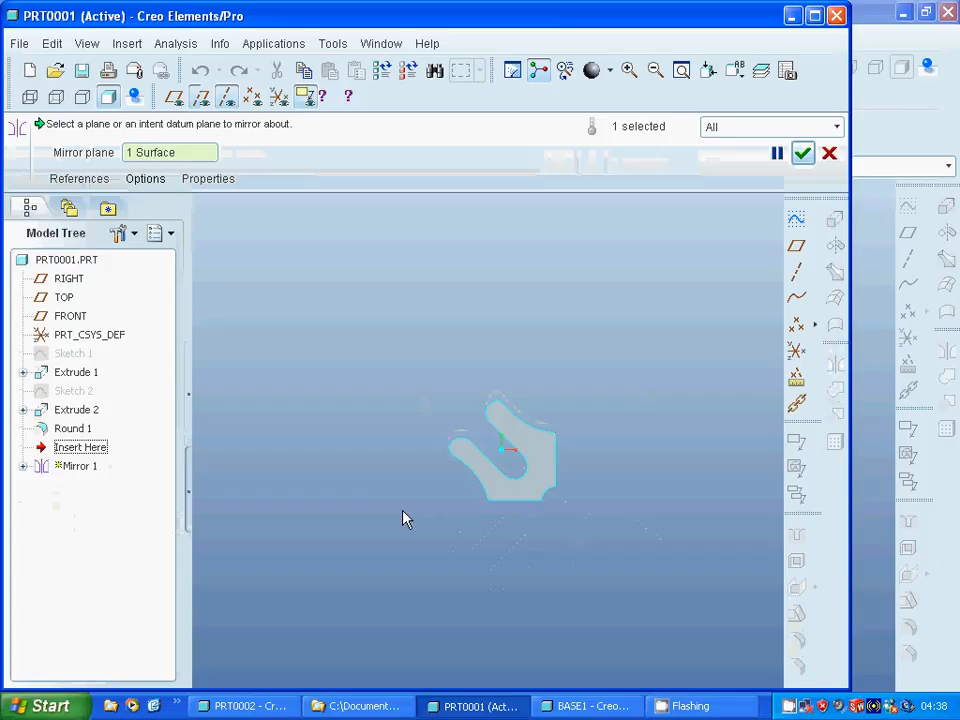 PRT0001 (Active) - Creo Elements/Pro
File Edit View Insert Analysis Info Applications Tools Window Help
Select a plane or an intent datum plane to mirror about.
1 selected
All
Mirror plane 1 Surface
References Options Properties
Model Tree
PRT0001.PRT
RIGHT
TOP
FRONT
PRT_CSYS_DEF
Sketch 1
Extrude 1
Sketch 2
Extrude 2
Round 1
Insert Here
Mirror 1
Start
PRT0002 - Cr...
C:\Document...
PRT0001 (Act...
BASE1 - Creo...
Flashing
04:38